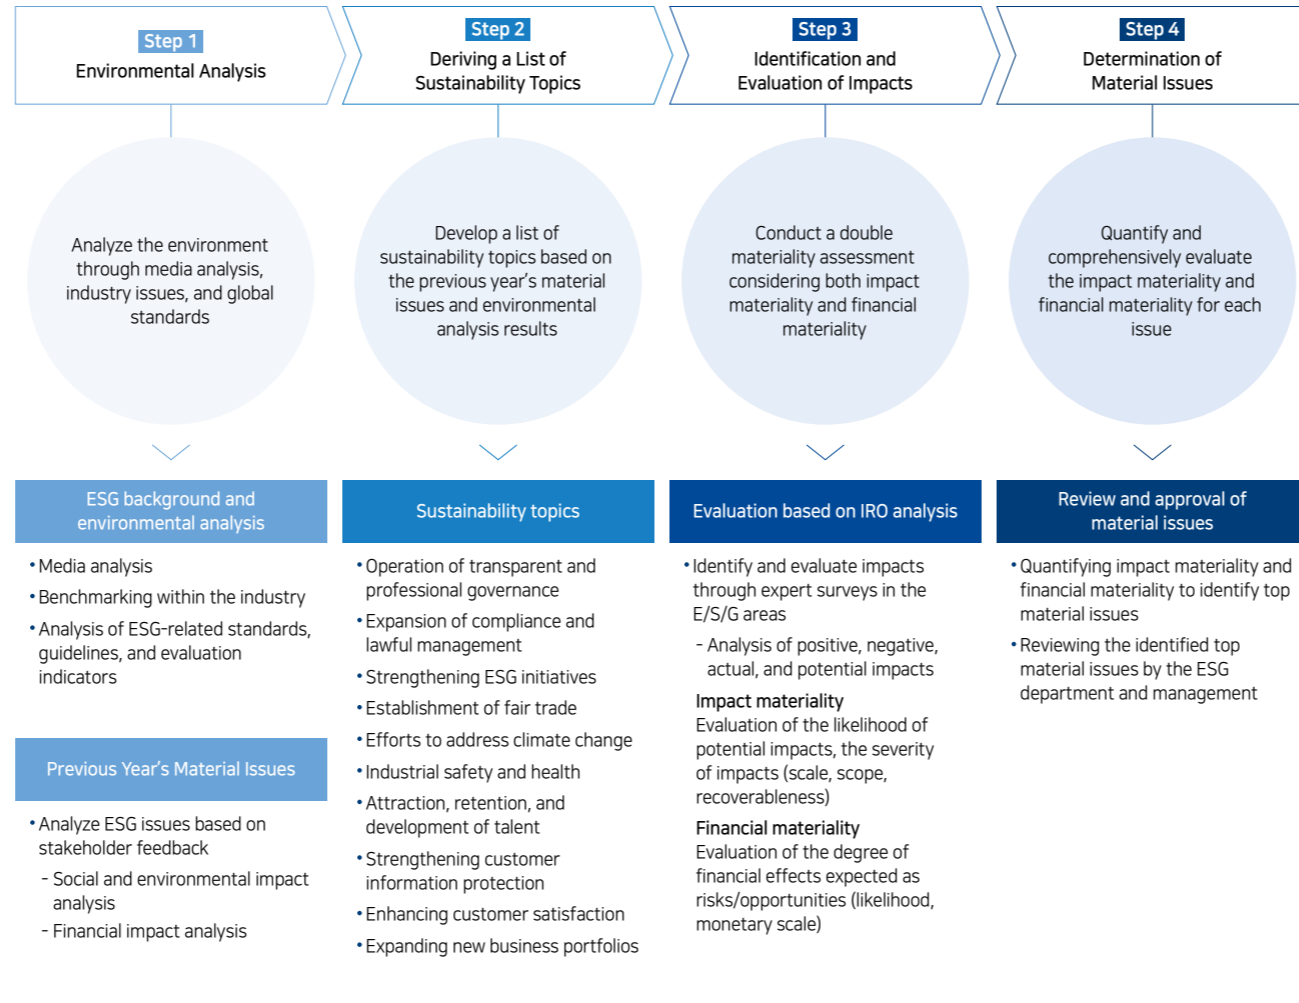 Step 1
Environmental Analysis
Analyze the environment
through media analysis,
industry issues, and global
standards
ESG background and
environmental analysis
• Media analysis
• Benchmarking within the industry
• Analysis of ESG-related standards,
guidelines, and evaluation
indicators
Previous Year's Material Issues
• Analyze ESG issues based on
stakeholder feedback
- Social and environmental impact
analysis
- Financial impact analysis
Step 2
Deriving a List of
Sustainability Topics
Develop a list of
sustainability topics based on
the previous year's material
issues and environmental
analysis results
Sustainability topics
• Operation of transparent and
professional governance
• Expansion of compliance and
lawful management
• Strengthening ESG initiatives
• Establishment of fair trade
• Efforts to address climate change
• Industrial safety and health
• Attraction, retention, and
development of talent
• Strengthening customer
information protection
• Enhancing customer satisfaction
• Expanding new business portfolios
Step 3
Identification and
Evaluation of Impacts
Conduct a double
materiality assessment
considering both impact
materiality and financial
materiality
Evaluation based on IRO analysis
• Identify and evaluate impacts
through expert surveys in the
E/S/G areas
- Analysis of positive, negative,
actual, and potential impacts
Impact materiality
Evaluation of the likelihood of
potential impacts, the severity
of impacts (scale, scope,
recoverableness)
Financial materiality
Evaluation of the degree of
financial effects expected as
risks/opportunities (likelihood,
monetary scale)
Step 4
Determination of
Material Issues
Quantify and
comprehensively evaluate
the impact materiality and
financial materiality for each
issue
Review and approval of
material issues
• Quantifying impact materiality and
financial materiality to identify top
material issues
• Reviewing the identified top
material issues by the ESG
department and management